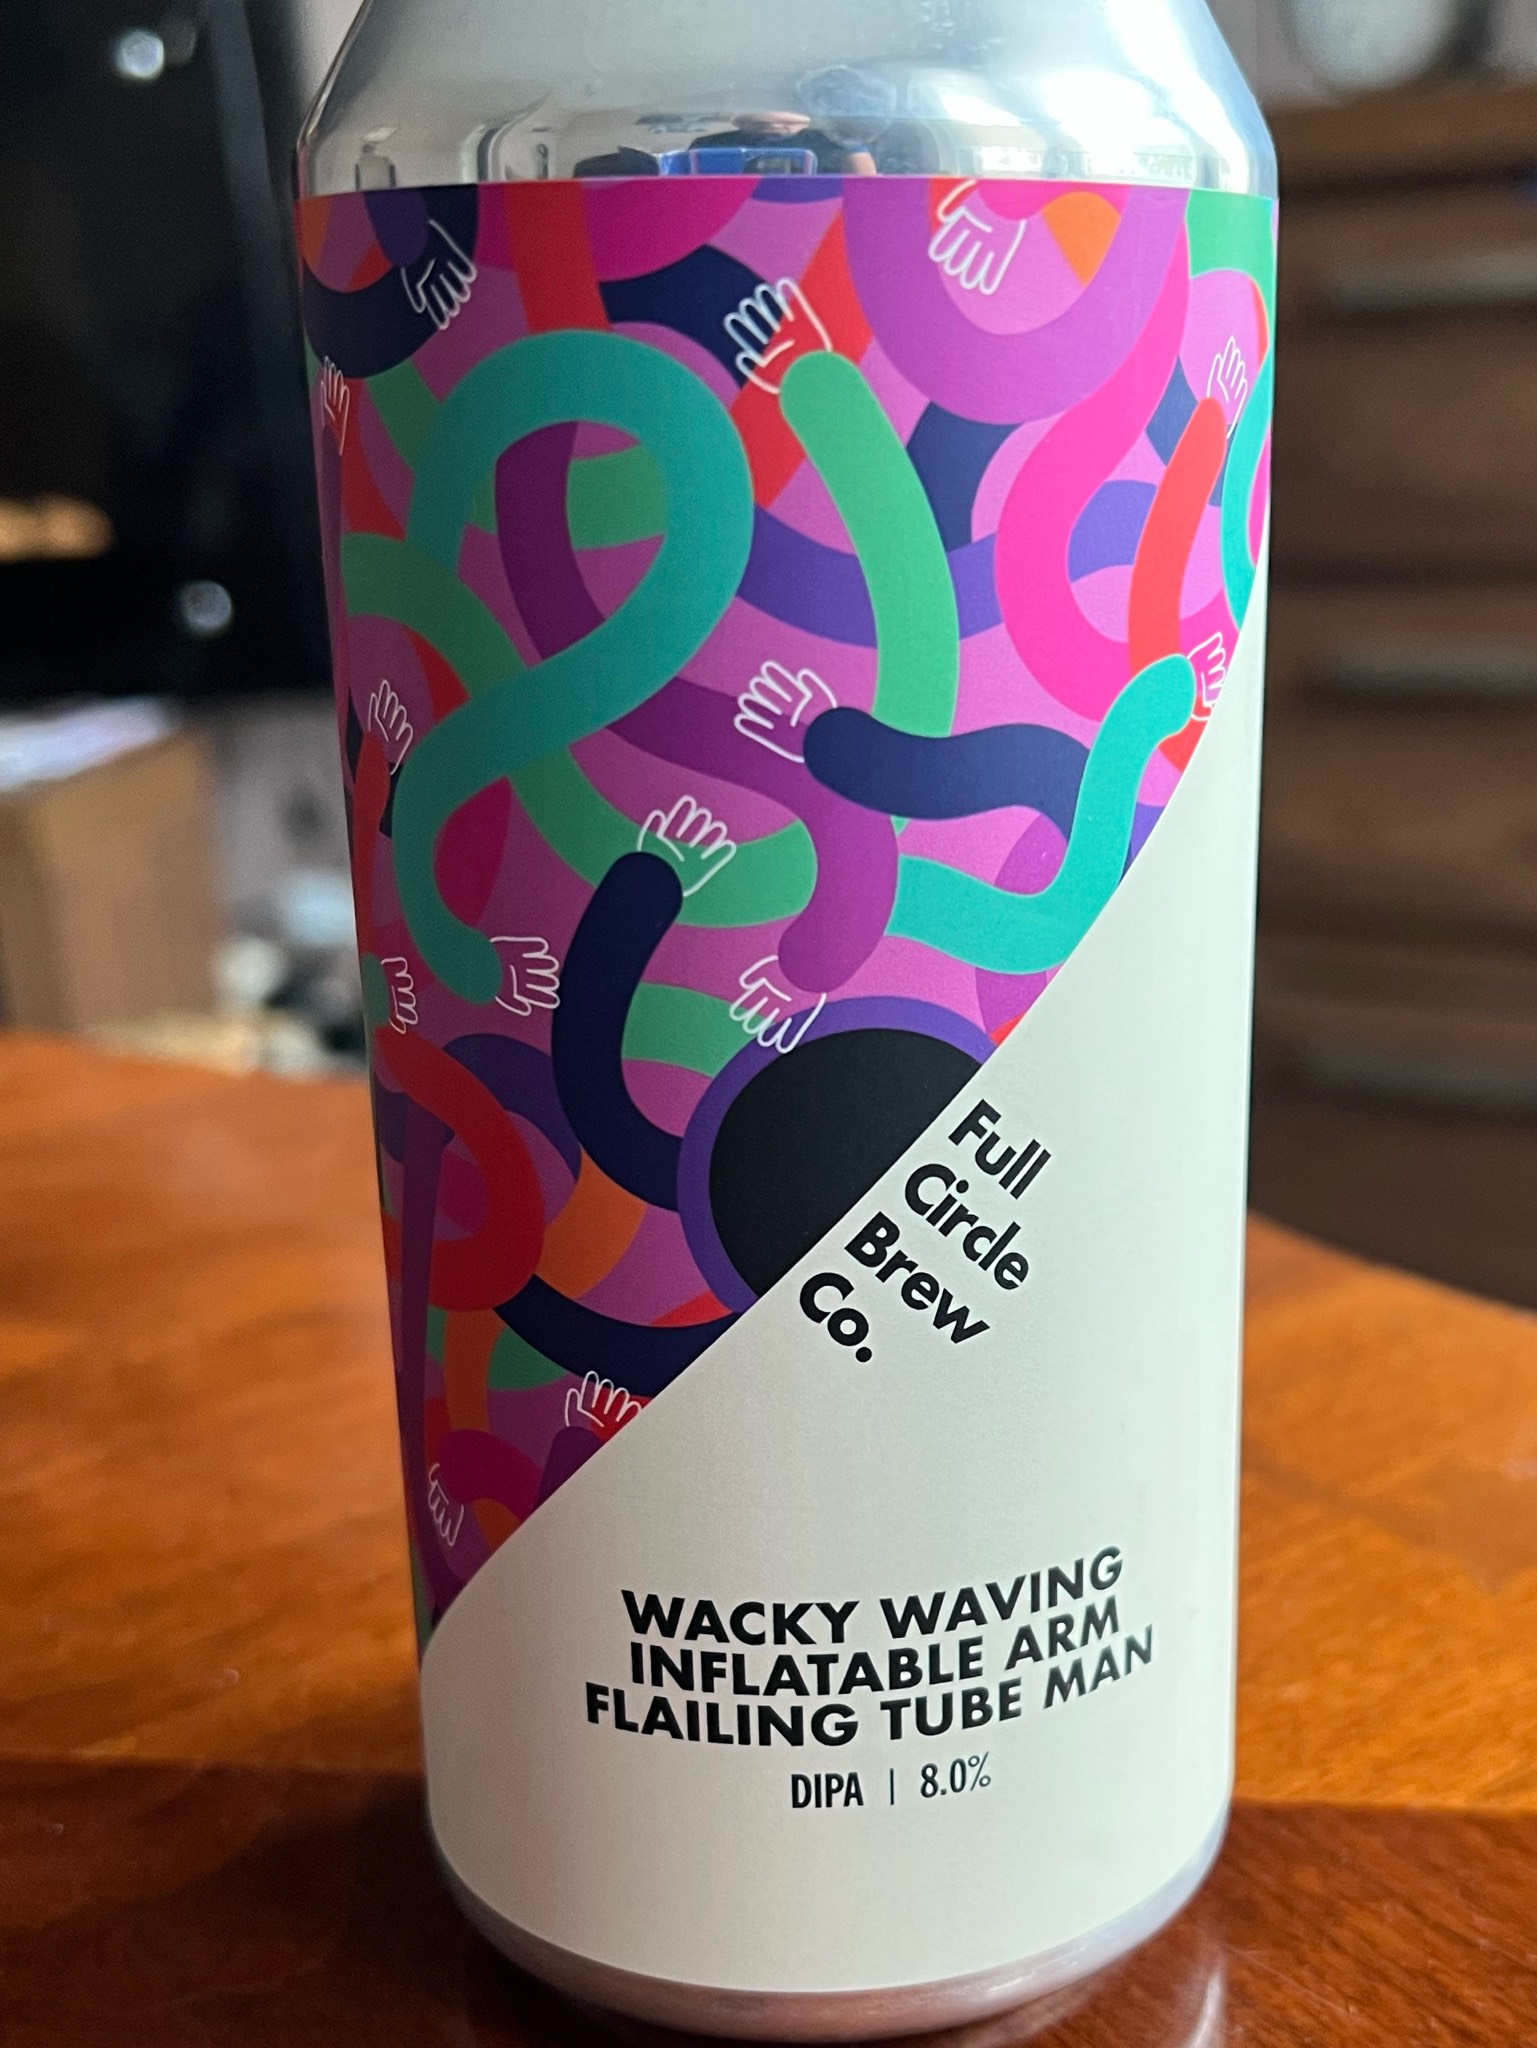 Full
Circle
Brew
Co.
WACKY WAVING
INFLATABLE ARM
FLAILING TUBE MAN
DIPA | 8.0%